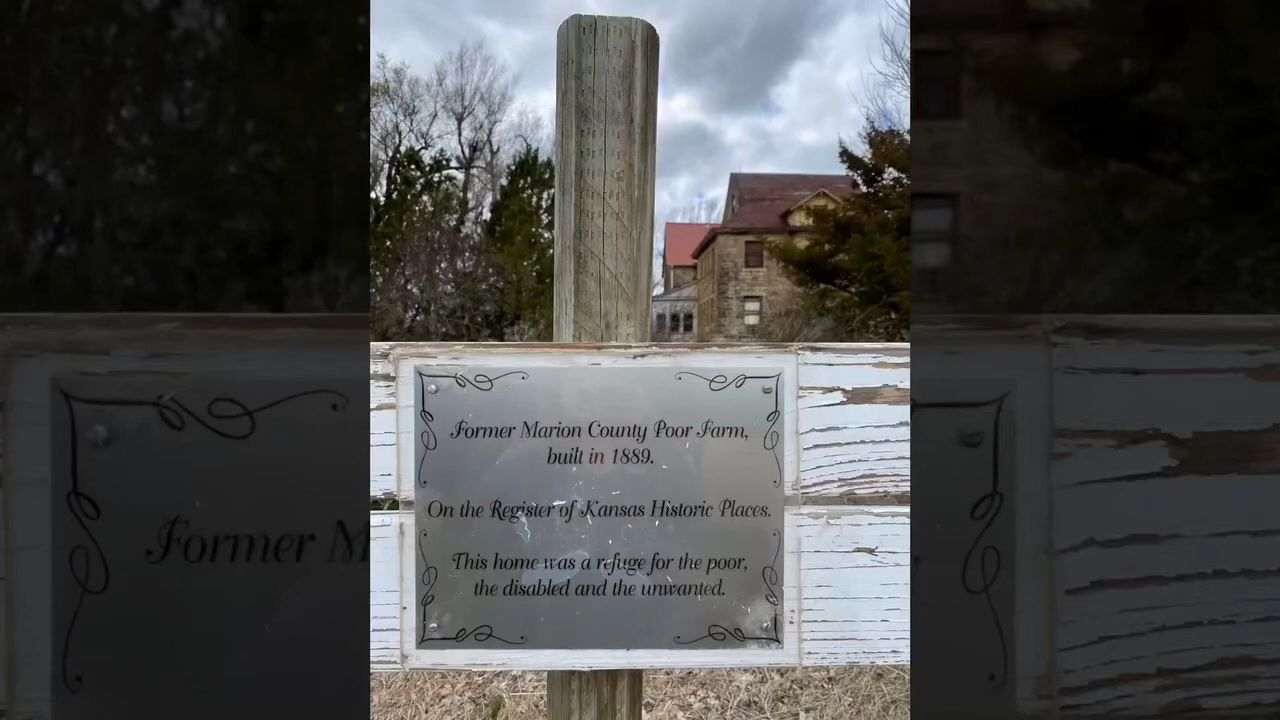 Former Marion County Poor Farm,
built in 1889.
On the Register of Kansas Historic Places.
This home was a refuge for the poor,
the disabled and the unwanted.